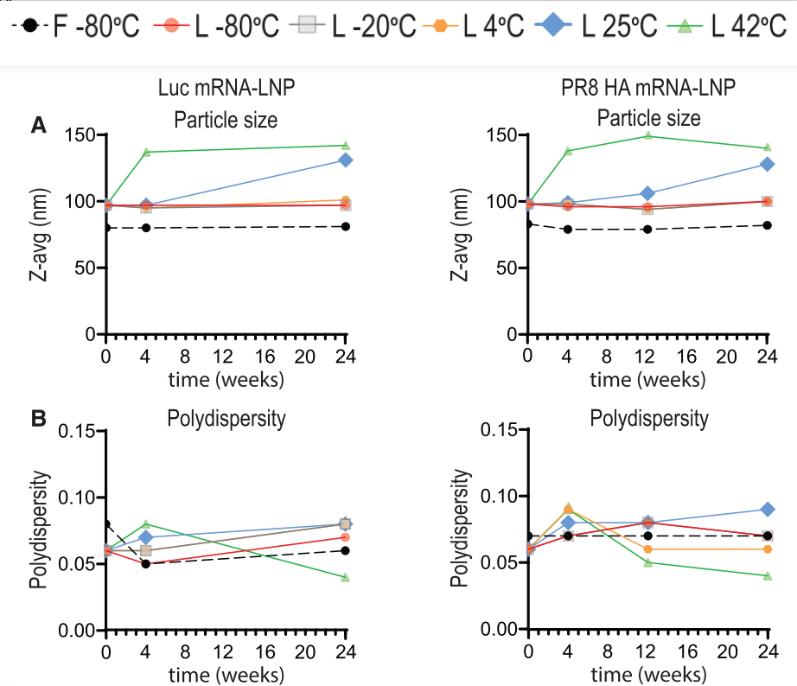 F -80ºC L -80ºC L -20ºC L 4ºC L 25ºC L 42ºC
Luc mRNA-LNP
PR8 HA mRNA-LNP
A
Particle size
Particle size
Z-avg (nm)
150
100
50
0
0 4 8 12 16 20 24
time (weeks)
Z-avg (nm)
150
100
50
0
0 4 8 12 16 20 24
time (weeks)
B
Polydispersity
Polydispersity
Polydispersity
0.15
0.10
0.05
0.00
0 4 8 12 16 20 24
time (weeks)
Polydispersity
0.15
0.10
0.05
0.00
0 4 8 12 16 20 24
time (weeks)